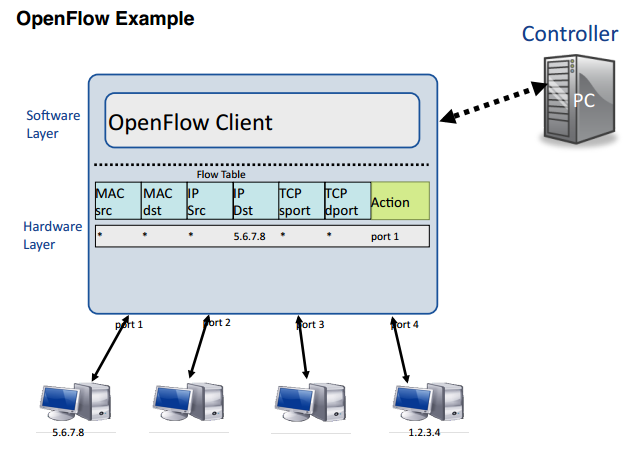 OpenFlow Example
Controller
PC
Software
Layer
OpenFlow Client
Flow Table
MAC src
MAC dst
IP Src
IP Dst
TCP sport
TCP dport
Action
Hardware
Layer
* * * 5.6.7.8 * * port 1
port 1
port 2
port 3
port 4
5.6.7.8
1.2.3.4